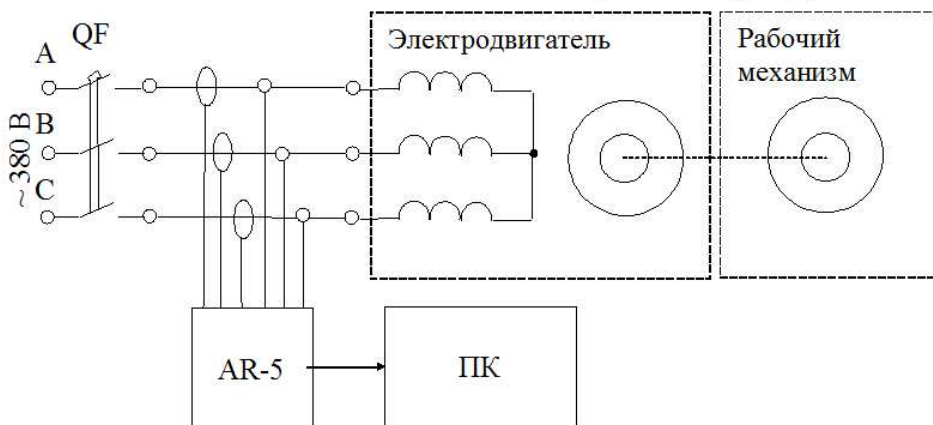 QF
A
B
C
~380 В
Электродвигатель
Рабочий
механизм
AR-5
ПК